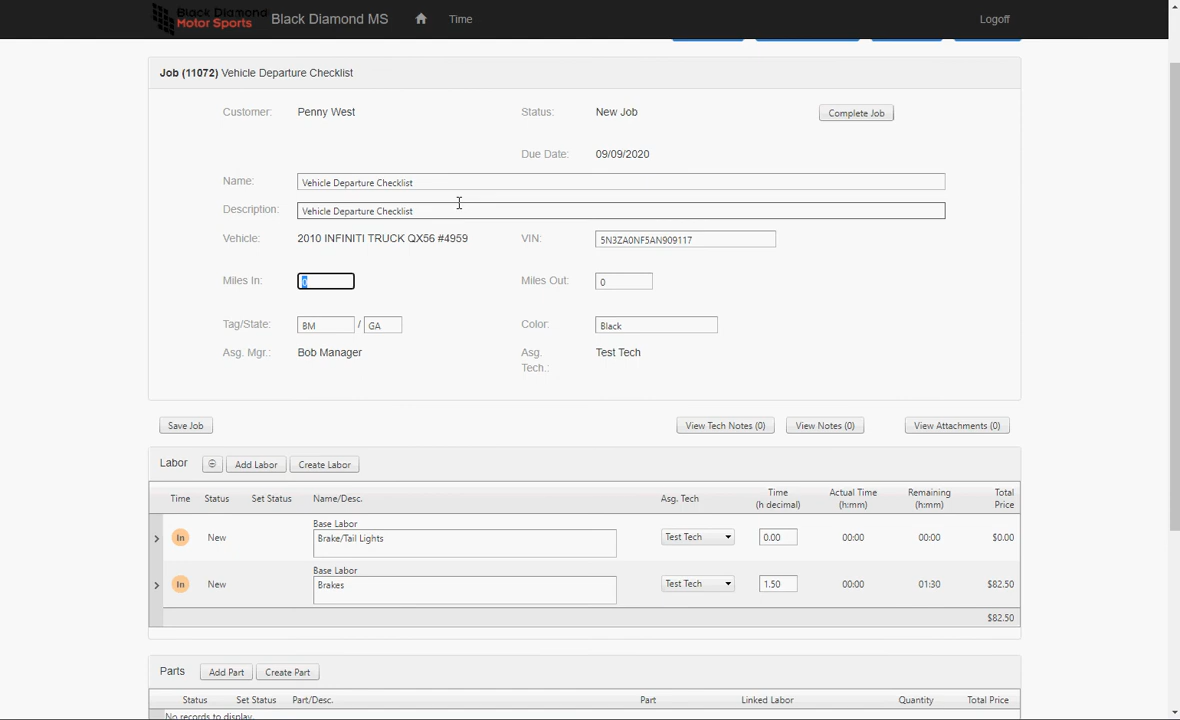 Black Diamond Motor Sports Black Diamond MS Time Logoff
Job (11072) Vehicle Departure Checklist
Customer: Penny West Status: New Job Complete Job
Due Date: 09/09/2020
Name: Vehicle Departure Checklist
Description: Vehicle Departure Checklist
Vehicle: 2010 INFINITI TRUCK QX56 #4959 VIN: 5N3ZA0NF5AN909117
Miles In: 0 Miles Out: 0
Tag/State: BM / GA Color: Black
Asg. Mgr.: Bob Manager Asg. Tech.: Test Tech
Save Job View Tech Notes (0) View Notes (0) View Attachments (0)
Labor Add Labor Create Labor
Time Status Set Status Name/Desc. Asg. Tech Time (h decimal) Actual Time (h:mm) Remaining (h:mm) Total Price
Base Labor
In New Brake/Tail Lights Test Tech 0.00 00:00 00:00 $0.00
Base Labor
In New Brakes Test Tech 1.50 00:00 01:30 $82.50
$82.50
Parts Add Part Create Part
Status Set Status Part/Desc. Part Linked Labor Quantity Total Price
No records to display.